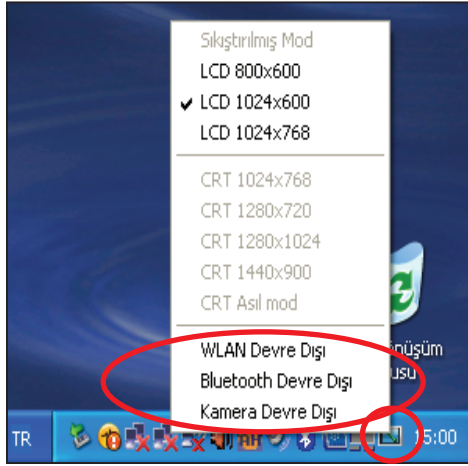 Sıkıştırılmış Mod
LCD 800x600
LCD 1024x600
LCD 1024x768
CRT 1024x768
CRT 1280x720
CRT 1280x1024
CRT 1440x900
CRT Asıl mod
WLAN Devre Dışı
Bluetooth Devre Dışı
Kamera Devre Dışı
TR
15:00